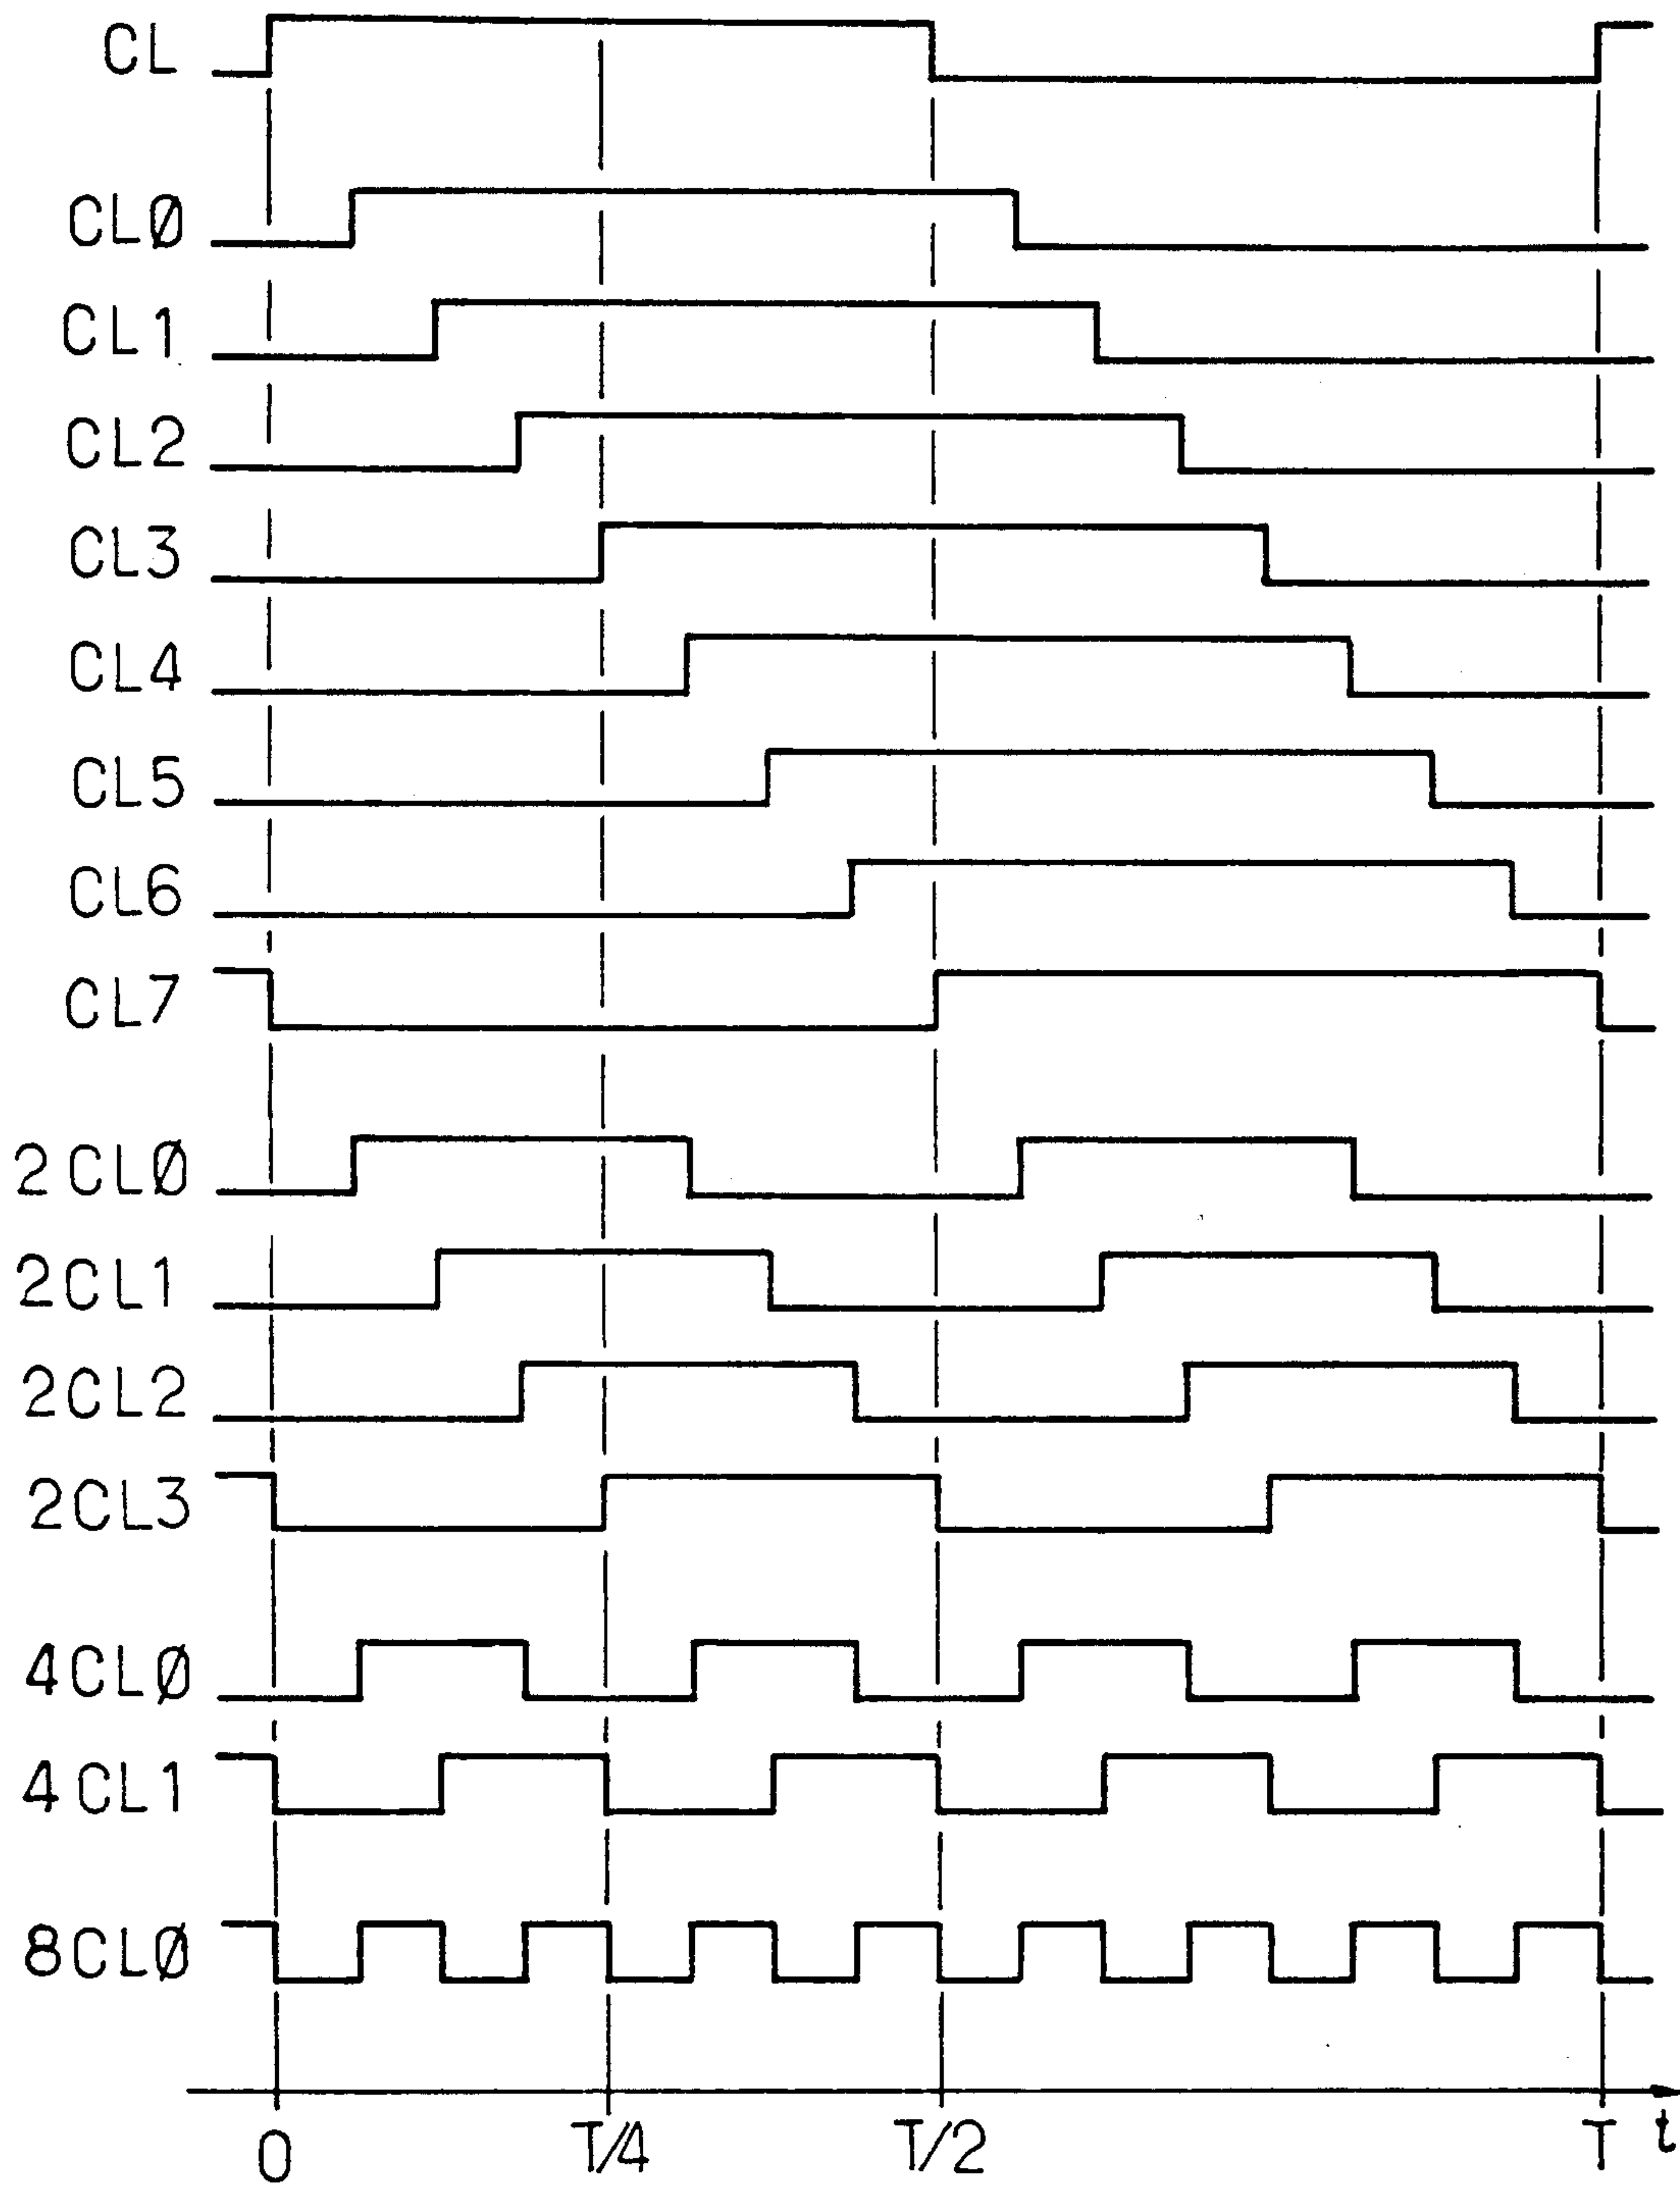 CL
CLØ
CL1
CL2
CL3
CL4
CL5
CL6
CL7
2CLØ
2CL1
2CL2
2CL3
4CLØ
4CL1
8CLØ
0 T/4 T/2 T t